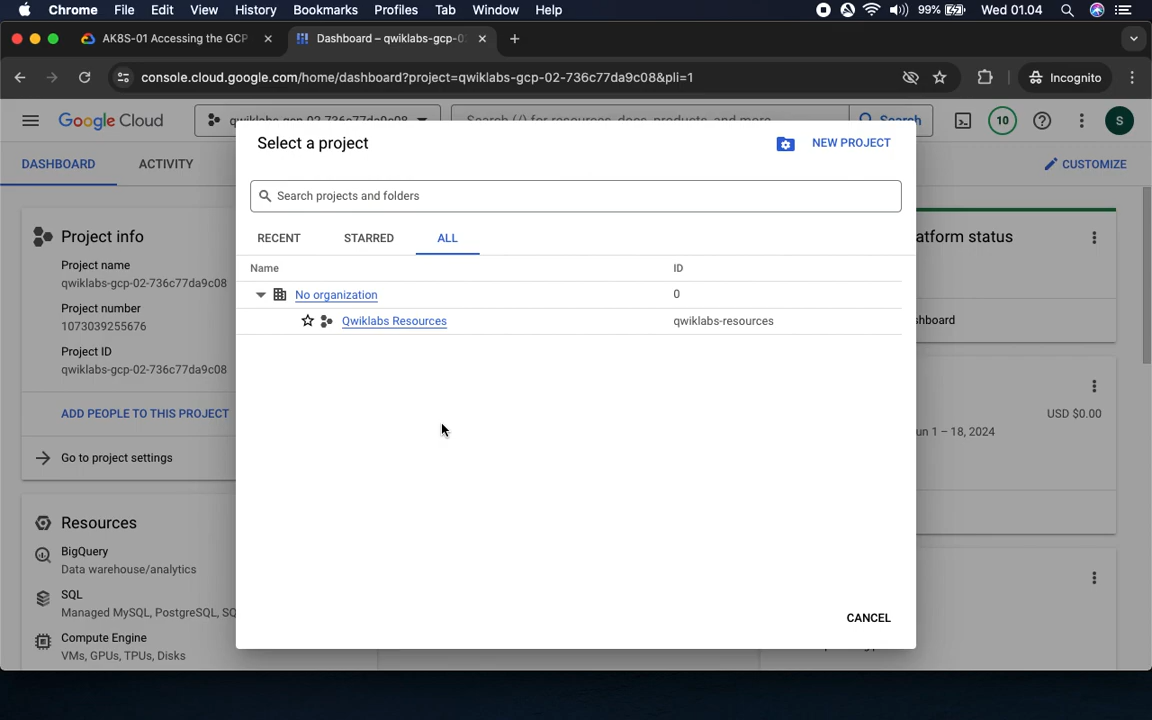 Chrome File Edit View History Bookmarks Profiles Tab Window Help 99% Wed 01.04
AK8S-01 Accessing the GCP
Dashboard – qwiklabs-gcp-0
console.cloud.google.com/home/dashboard?project=qwiklabs-gcp-02-736c77da9c08&pli=1
Incognito
Google Cloud
qwiklabs-gcp-02-736c77da9c08
Search (/) for resources, docs, products, and more
Search
10
S
DASHBOARD ACTIVITY
CUSTOMIZE
Select a project
NEW PROJECT
Search projects and folders
RECENT STARRED ALL
Name ID
No organization 0
Qwiklabs Resources qwiklabs-resources
CANCEL
Project info
Project name
qwiklabs-gcp-02-736c77da9c08
Project number
1073039255676
Project ID
qwiklabs-gcp-02-736c77da9c08
ADD PEOPLE TO THIS PROJECT
Go to project settings
Resources
BigQuery
Data warehouse/analytics
SQL
Managed MySQL, PostgreSQL, SQ
Compute Engine
VMs, GPUs, TPUs, Disks
atform status
shboard
USD $0.00
un 1 – 18, 2024